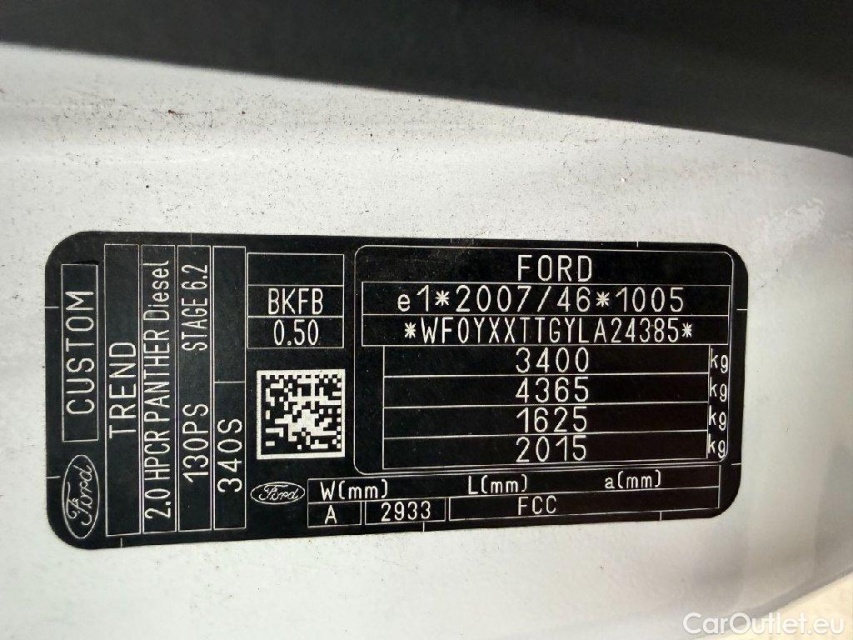 CUSTOM
TREND
2.0 HPCR PANTHER Diesel
130PS STAGE 6.2
340S
Ford
BKFB
0.50
FORD
e1*2007/46*1005
*WF0YXXTTGYLA24385*
3400 kg
4365 kg
1625 kg
2015 kg
Ford
W(mm) L(mm) a(mm)
A 2933 FCC
CarOutlet.eu